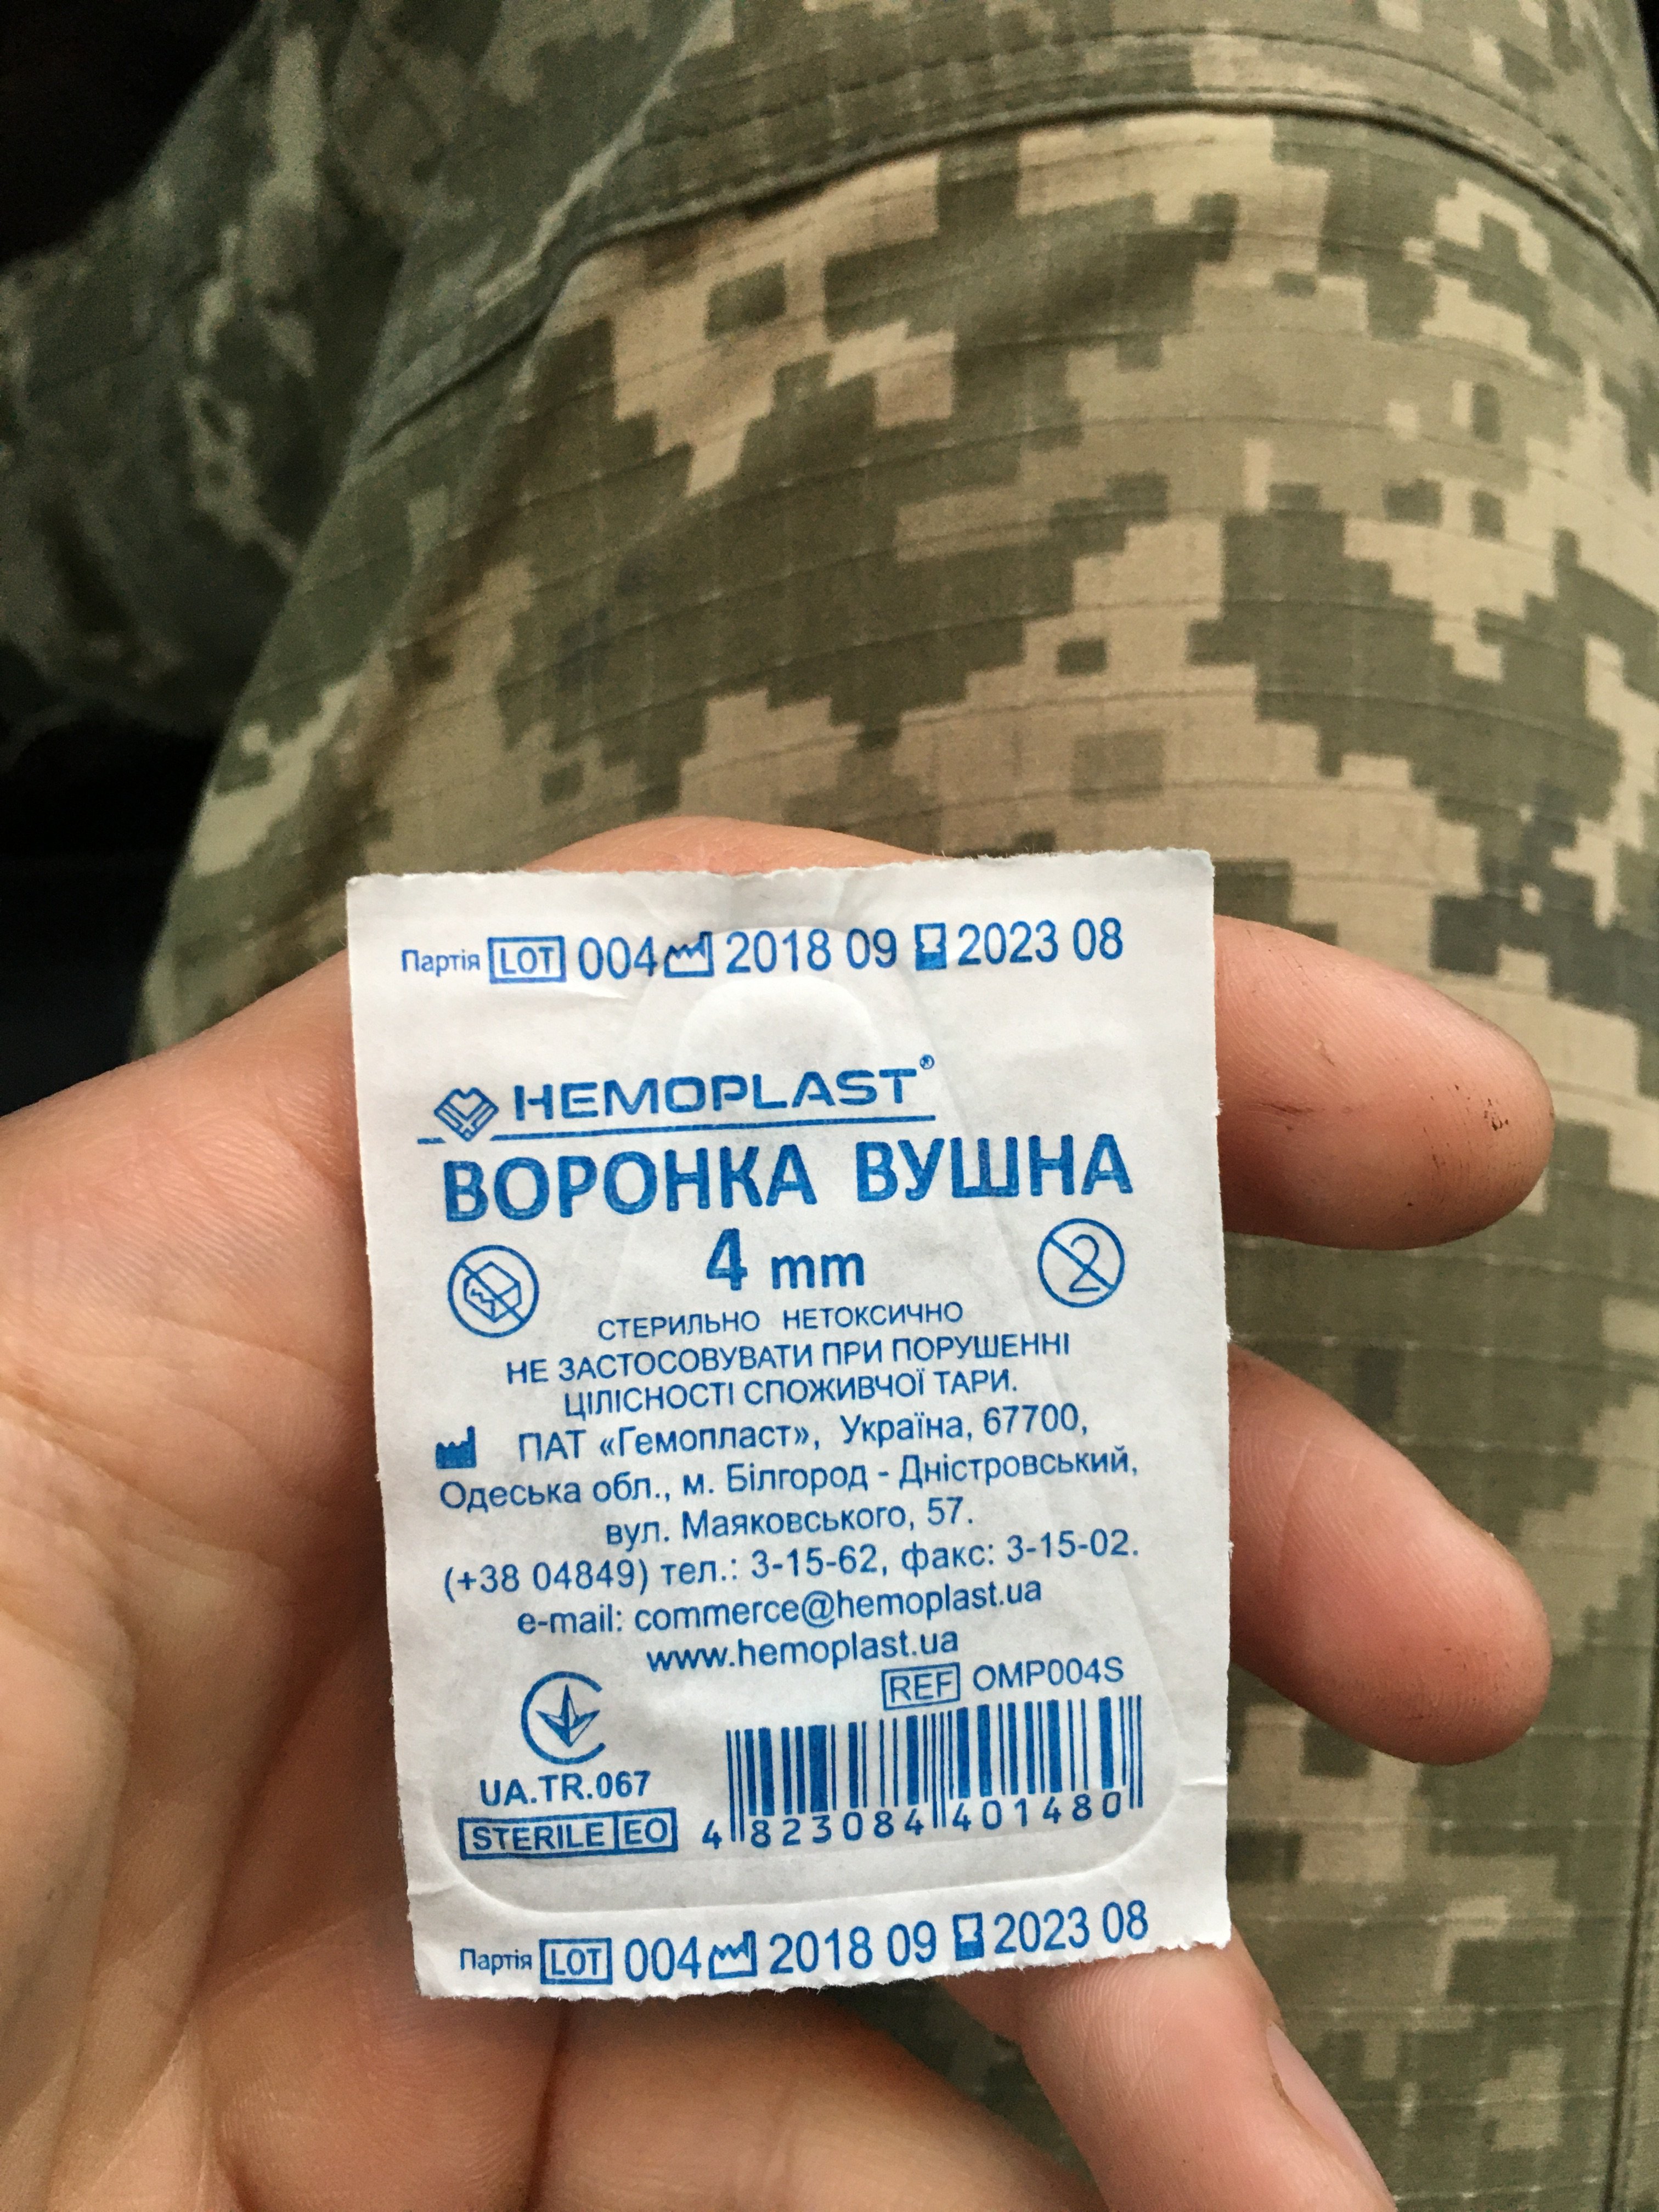 Партія LOT 004 2018 09 2023 08
HEMOPLAST®
ВОРОНКА ВУШНА
4 mm
2
СТЕРИЛЬНО НЕТОКСИЧНО
НЕ ЗАСТОСОВУВАТИ ПРИ ПОРУШЕННІ
ЦІЛІСНОСТІ СПОЖИВЧОЇ ТАРИ.
ПАТ «Гемопласт», Україна, 67700,
Одеська обл., м. Білгород - Дністровський,
вул. Маяковського, 57.
(+38 04849) тел.: 3-15-62, факс: 3-15-02.
e-mail: commerce@hemoplast.ua
www.hemoplast.ua
REF OMP004S
UA.TR.067
STERILE EO
4 823084 401480
Партія LOT 004 2018 09 2023 08